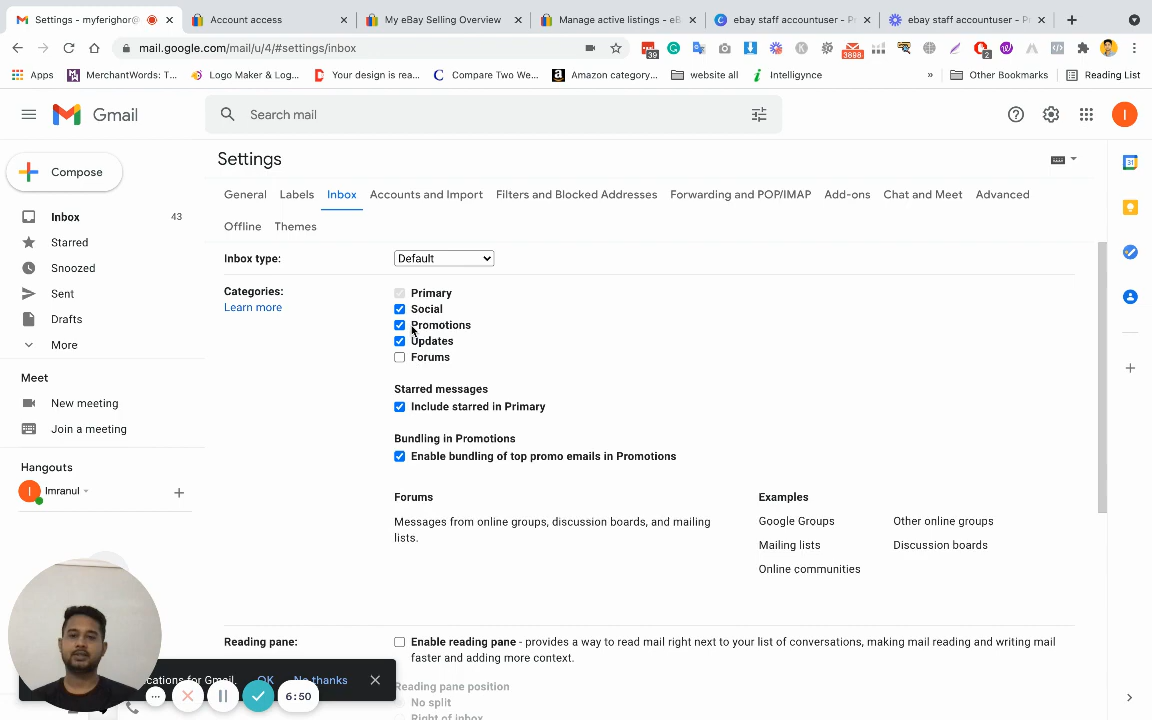 Settings - myferighor@
Account access
My eBay Selling Overview
Manage active listings - eB
ebay staff accountuser - P
ebay staff accountuser - P
mail.google.com/mail/u/4/#settings/inbox
39
3898
2
Apps
MerchantWords: T...
Logo Maker & Log...
Your design is rea...
Compare Two We...
Amazon category...
website all
Intelligynce
»
Other Bookmarks
Reading List
Gmail
Search mail
I
Compose
Inbox 43
Starred
Snoozed
Sent
Drafts
More
Meet
New meeting
Join a meeting
Hangouts
I Imranul
Settings
General Labels Inbox Accounts and Import Filters and Blocked Addresses Forwarding and POP/IMAP Add-ons Chat and Meet Advanced
Offline Themes
Inbox type: Default
Categories:
Learn more
Primary
Social
Promotions
Updates
Forums
Starred messages
Include starred in Primary
Bundling in Promotions
Enable bundling of top promo emails in Promotions
Forums
Messages from online groups, discussion boards, and mailing
lists.
Examples
Google Groups Other online groups
Mailing lists Discussion boards
Online communities
Reading pane:
Enable reading pane - provides a way to read mail right next to your list of conversations, making mail reading and writing mail
faster and adding more context.
Reading pane position
No split
Right of inbox
for Gmail. OK No thanks
6:50
31